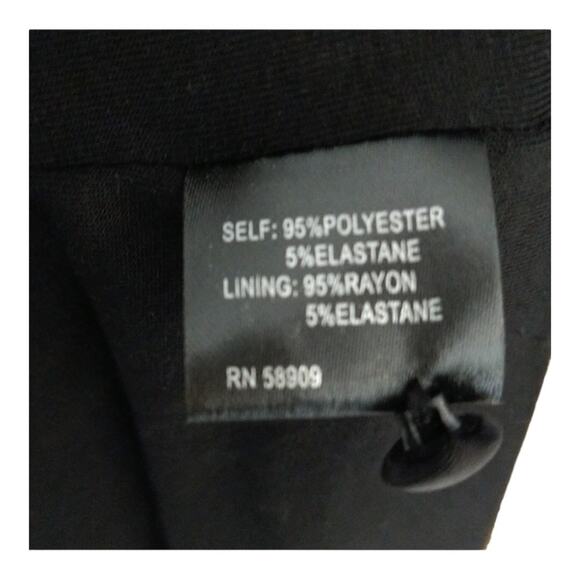 SELF: 95%POLYESTER
5%ELASTANE
LINING: 95%RAYON
5%ELASTANE
RN 58909